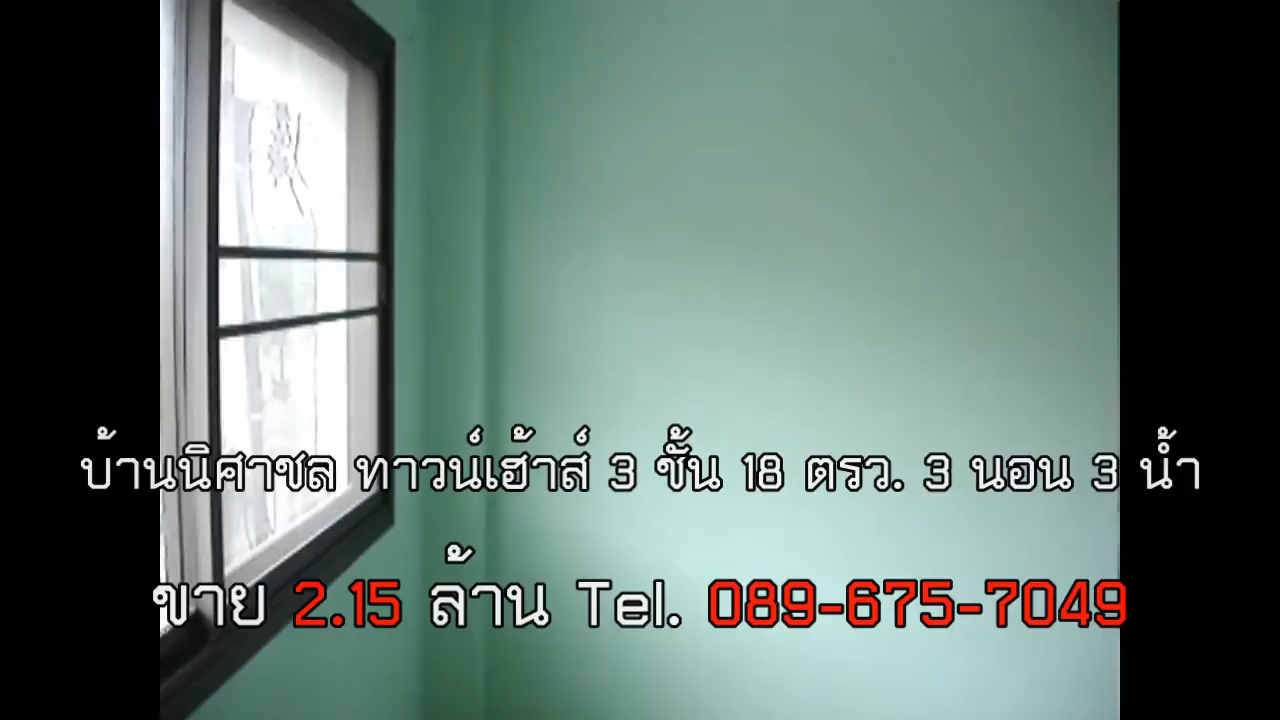 บ้านนิศาชล ทาวน์เฮ้าส์ 3 ชั้น 18 ตรว. 3 นอน 3 น้ำ
ขาย 2.15 ล้าน Tel. 089-675-7049